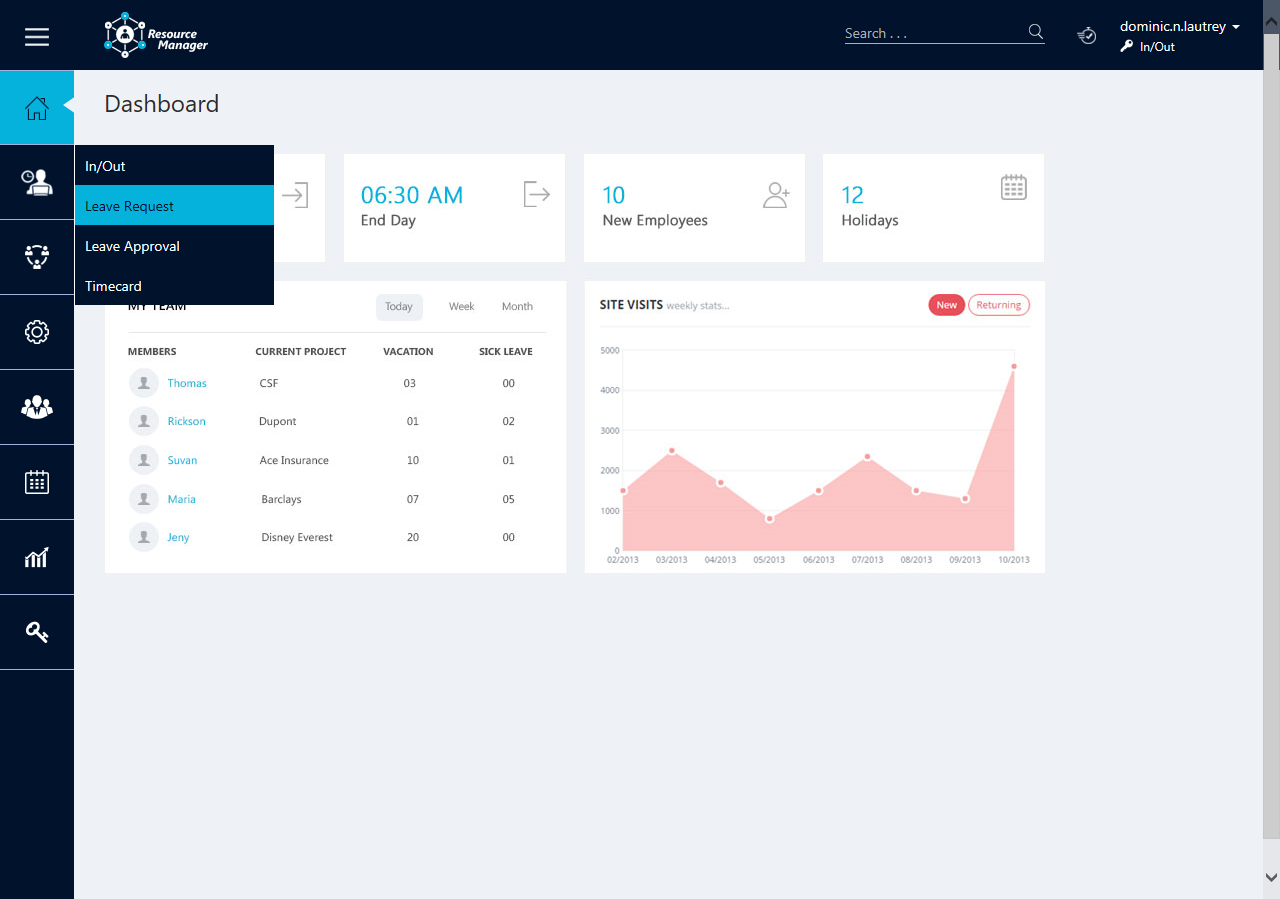 Resource
Manager
Search . . .
dominic.n.lautrey
In/Out
Dashboard
In/Out
Leave Request
Leave Approval
Timecard
06:30 AM
End Day
10
New Employees
12
Holidays
MY TEAM
Today Week Month
MEMBERS CURRENT PROJECT VACATION SICK LEAVE
Thomas CSF 03 00
Rickson Dupont 01 02
Suvan Ace Insurance 10 01
Maria Barclays 07 05
Jeny Disney Everest 20 00
SITE VISITS weekly stats...
New Returning
5000
4000
3000
2000
1000
0
02/2013 03/2013 04/2013 05/2013 06/2013 07/2013 08/2013 09/2013 10/2013